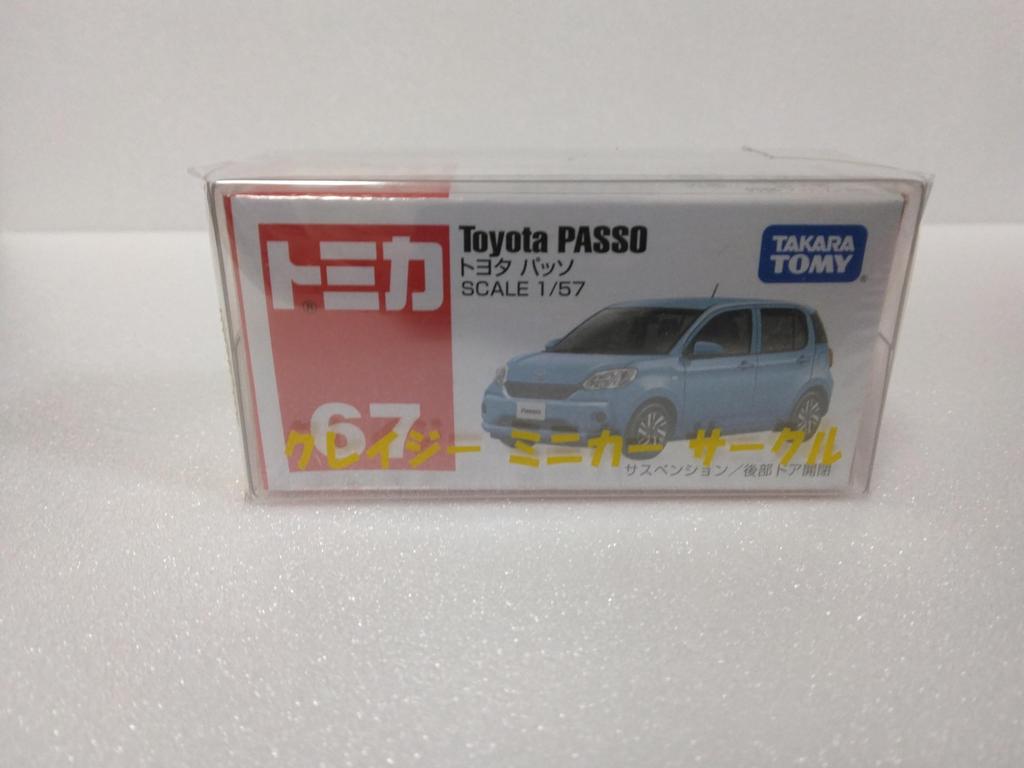 トミカ
®
67
Toyota PASSO
トヨタ パッソ
SCALE 1/57
TAKARA
TOMY®
PASSO
クレイジー ミニカー サークル
サスペンション/後部ドア開閉